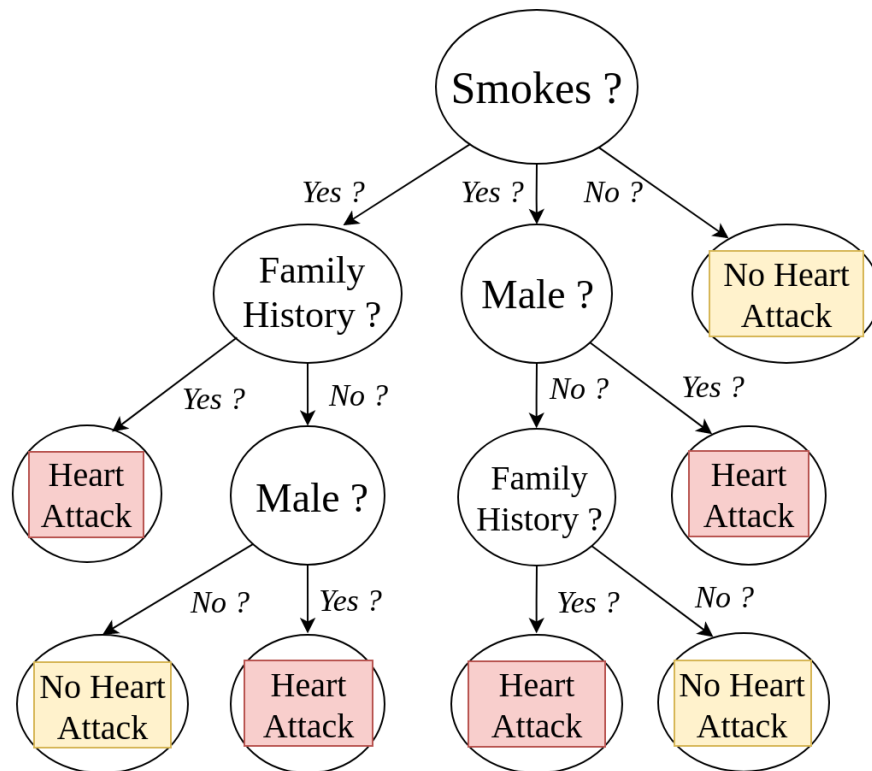 Smokes ?
Yes ?
Yes ?
No ?
Family
History ?
Male ?
No Heart
Attack
Yes ?
No ?
No ?
Yes ?
Heart
Attack
Male ?
Family
History ?
Heart
Attack
No ?
Yes ?
Yes ?
No ?
No Heart
Attack
Heart
Attack
Heart
Attack
No Heart
Attack